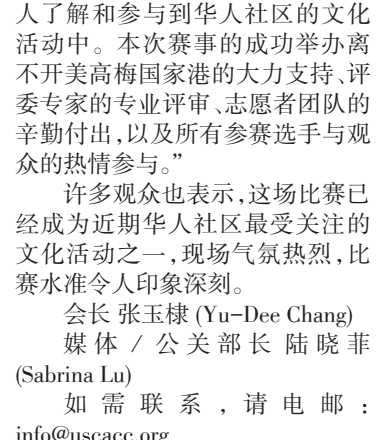 人了解和参与到华人社区的文化
活动中。本次赛事的成功举办离
不开美高梅国家港的大力支持、评
委专家的专业评审、志愿者团队的
辛勤付出,以及所有参赛选手与观
众的热情参与。”
许多观众也表示,这场比赛已
经成为近期华人社区最受关注的
文化活动之一,现场气氛热烈,比
赛水准令人印象深刻。
会长 张玉棣 (Yu-Dee Chang)
媒体/公关部长 陆晓菲
(Sabrina Lu)
如需联系,请电邮:
info@uscacc.org